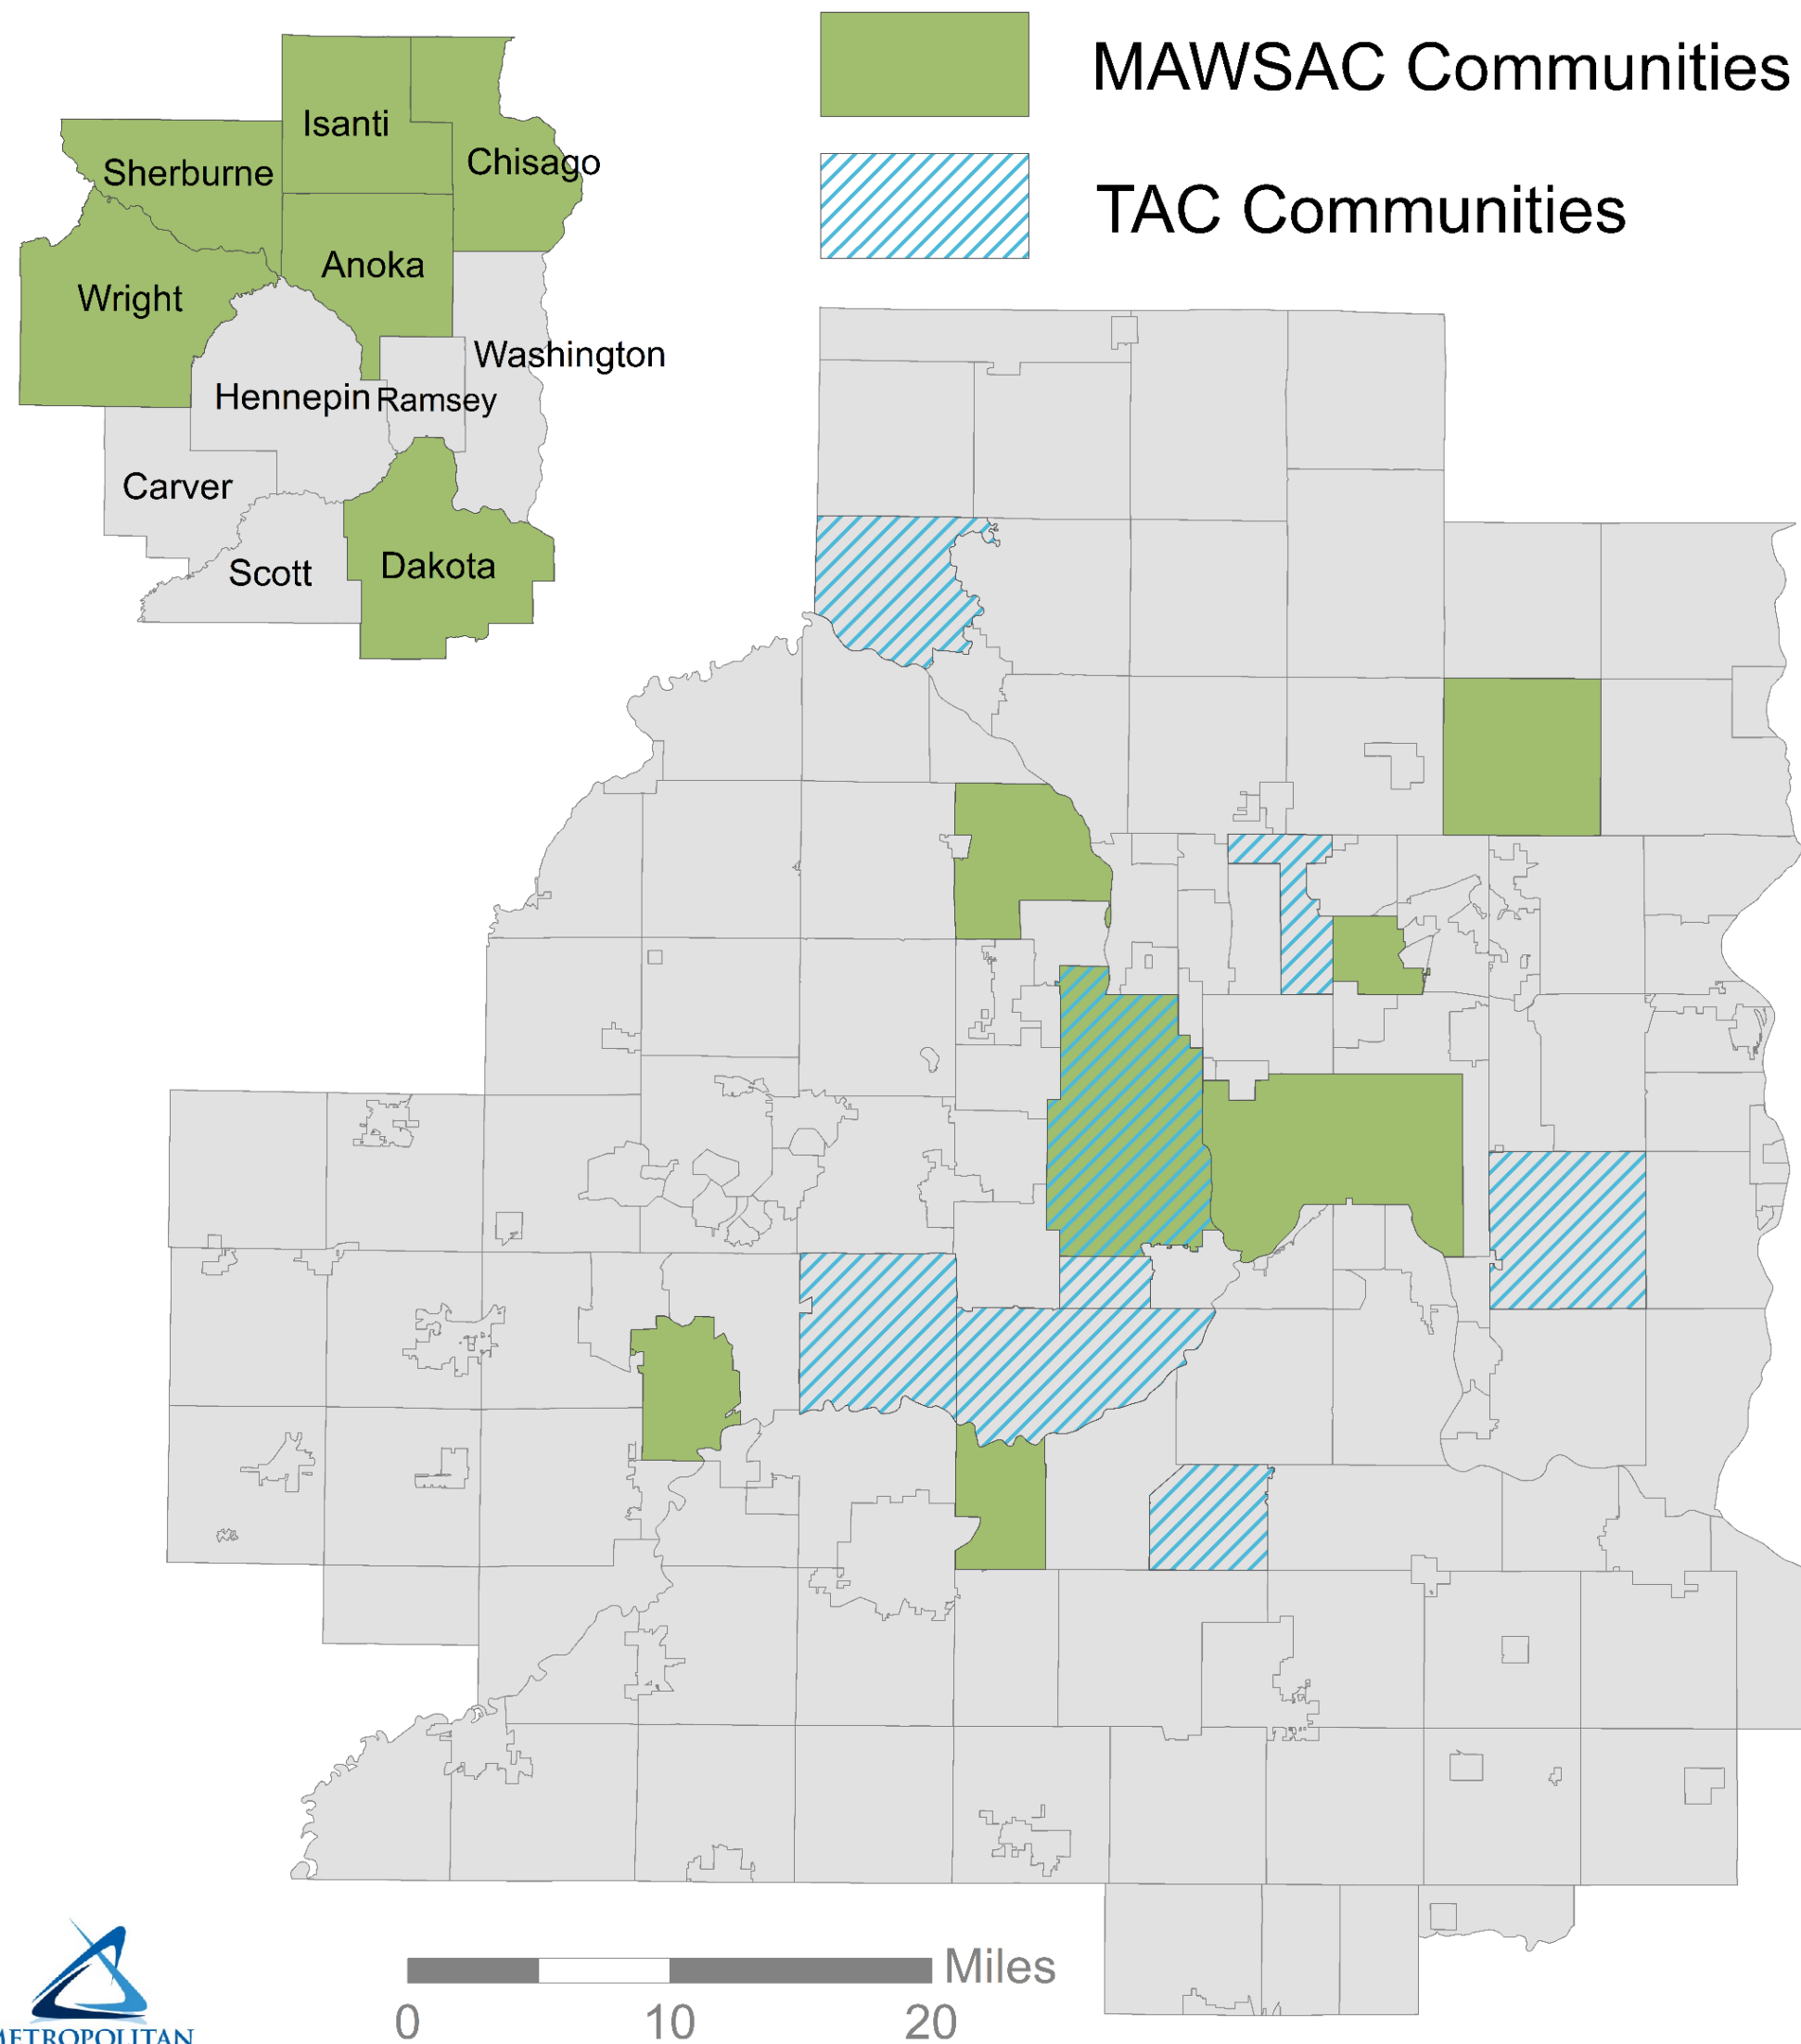 MAWSAC Communities
TAC Communities
Isanti
Sherburne
Chisago
Anoka
Wright
Washington
Hennepin
Ramsey
Carver
Scott
Dakota
Miles
0 10 20
METROPOLITAN